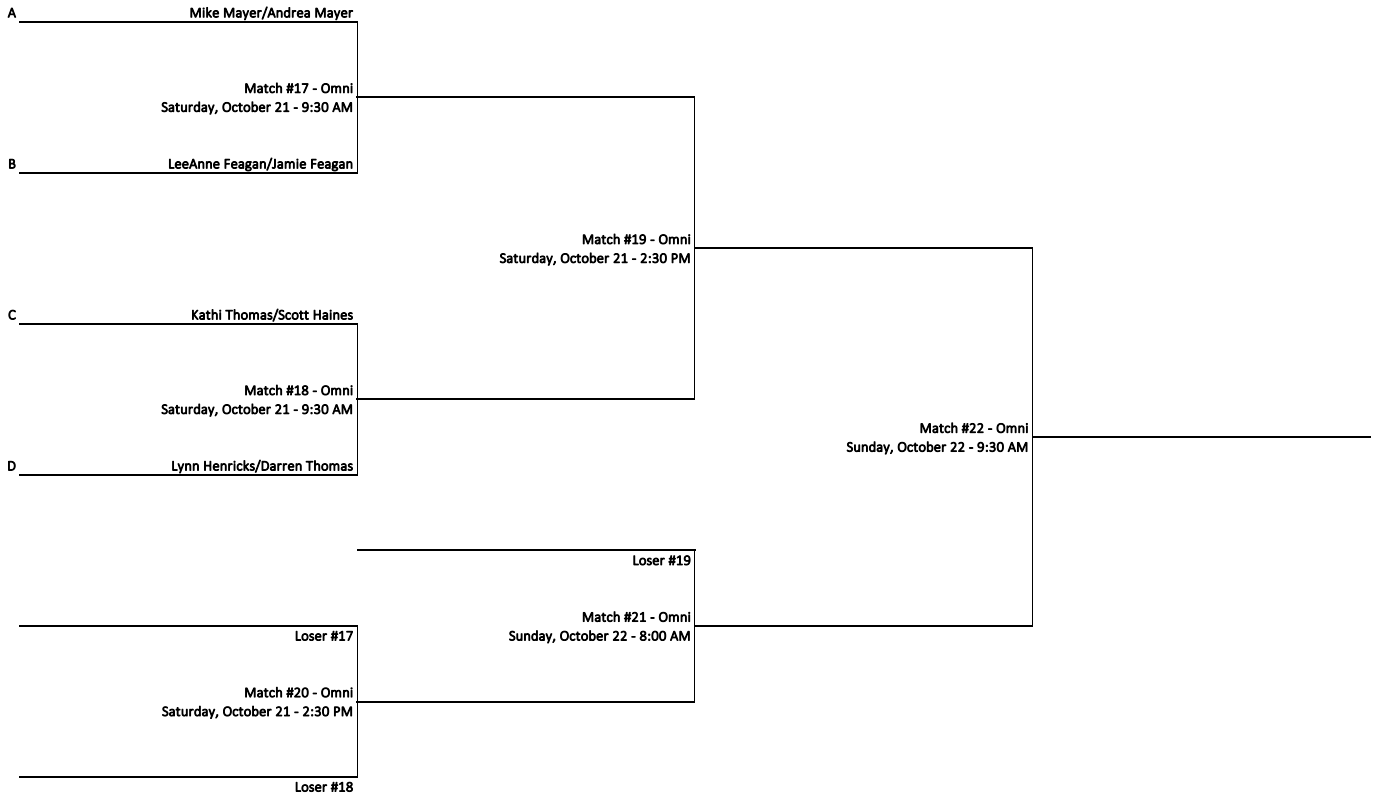 A
Mike Mayer/Andrea Mayer
Match #17 - Omni
Saturday, October 21 - 9:30 AM
B
LeeAnne Feagan/Jamie Feagan
Match #19 - Omni
Saturday, October 21 - 2:30 PM
C
Kathi Thomas/Scott Haines
Match #18 - Omni
Saturday, October 21 - 9:30 AM
Match #22 - Omni
Sunday, October 22 - 9:30 AM
D
Lynn Henricks/Darren Thomas
Loser #19
Match #21 - Omni
Sunday, October 22 - 8:00 AM
Loser #17
Match #20 - Omni
Saturday, October 21 - 2:30 PM
Loser #18